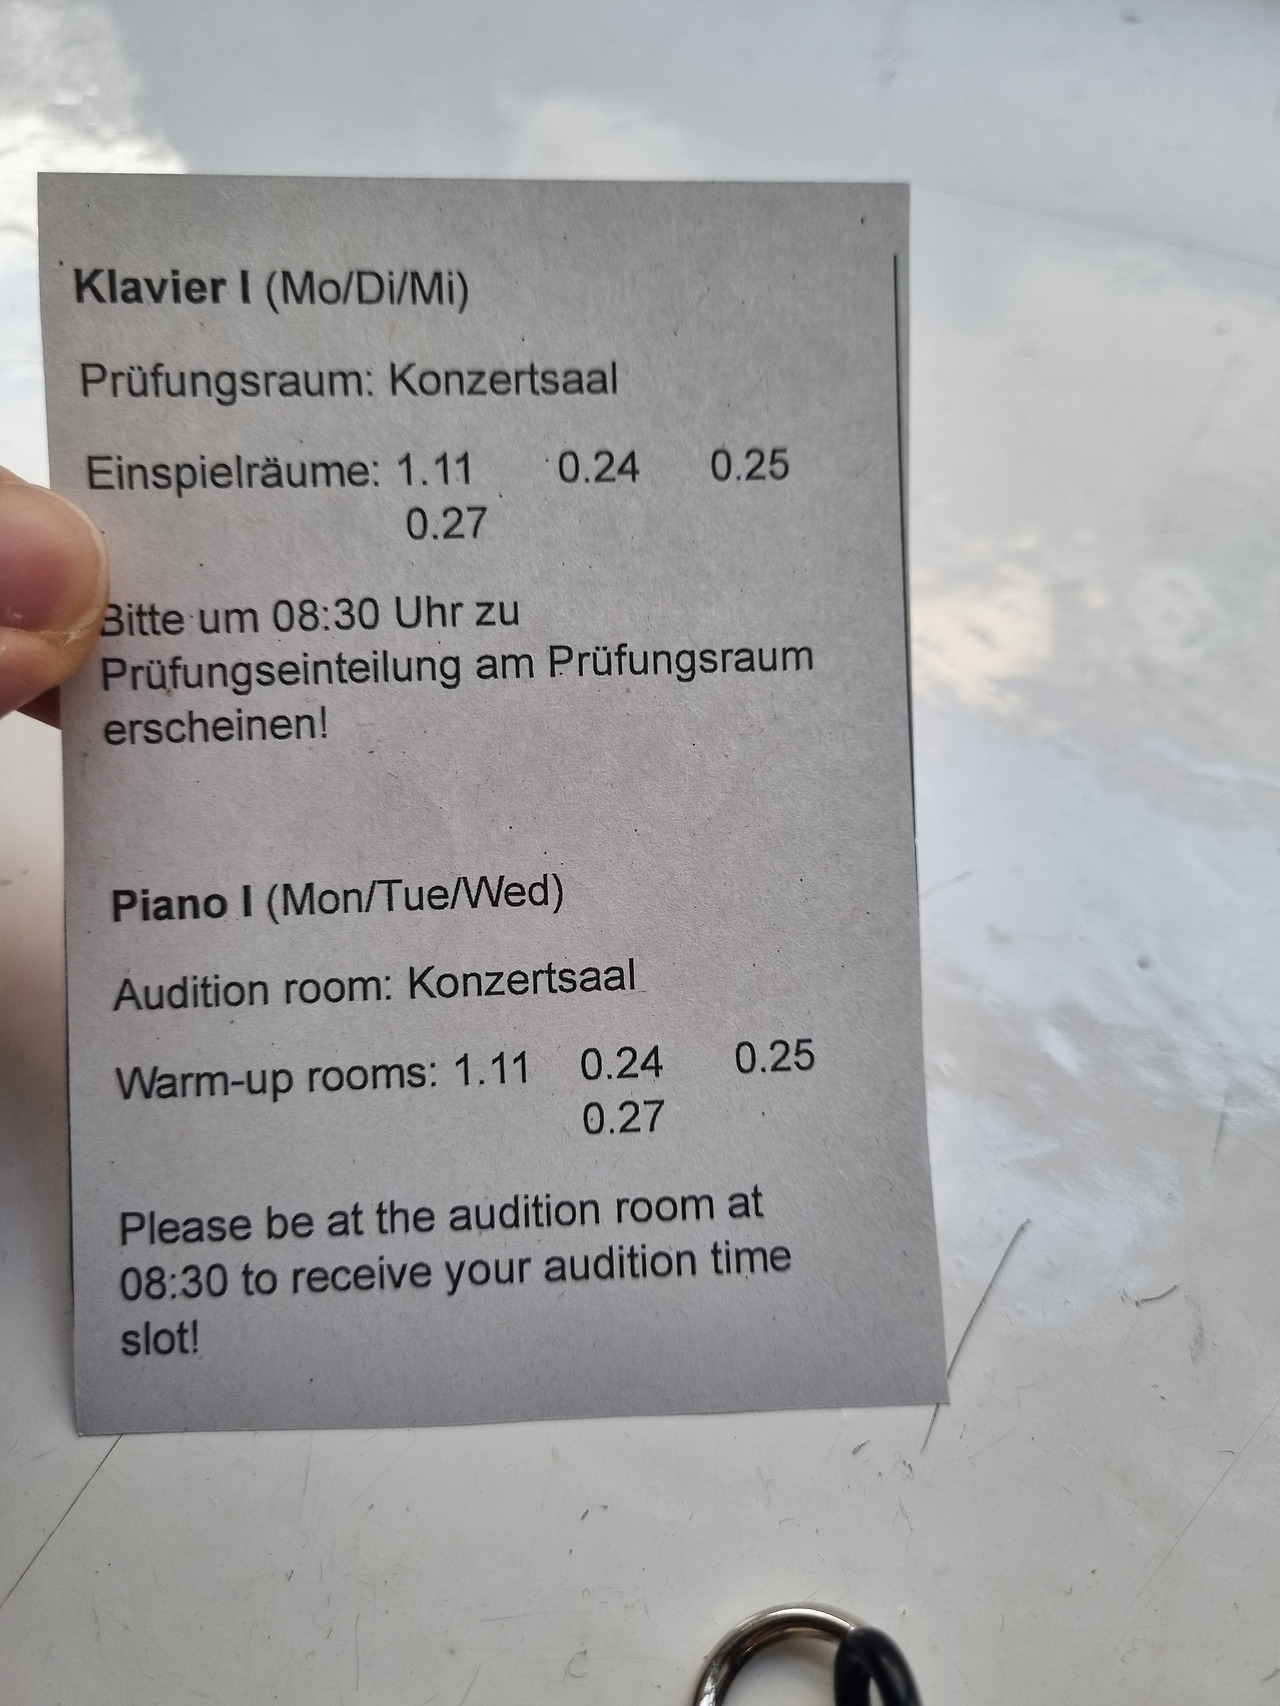 Klavier I (Mo/Di/Mi)
Prüfungsraum: Konzertsaal
Einspielräume: 1.11 0.24 0.25
0.27
Bitte um 08:30 Uhr zu
Prüfungseinteilung am Prüfungsraum
erscheinen!
Piano I (Mon/Tue/Wed)
Audition room: Konzertsaal
Warm-up rooms: 1.11 0.24 0.25
0.27
Please be at the audition room at
08:30 to receive your audition time
slot!